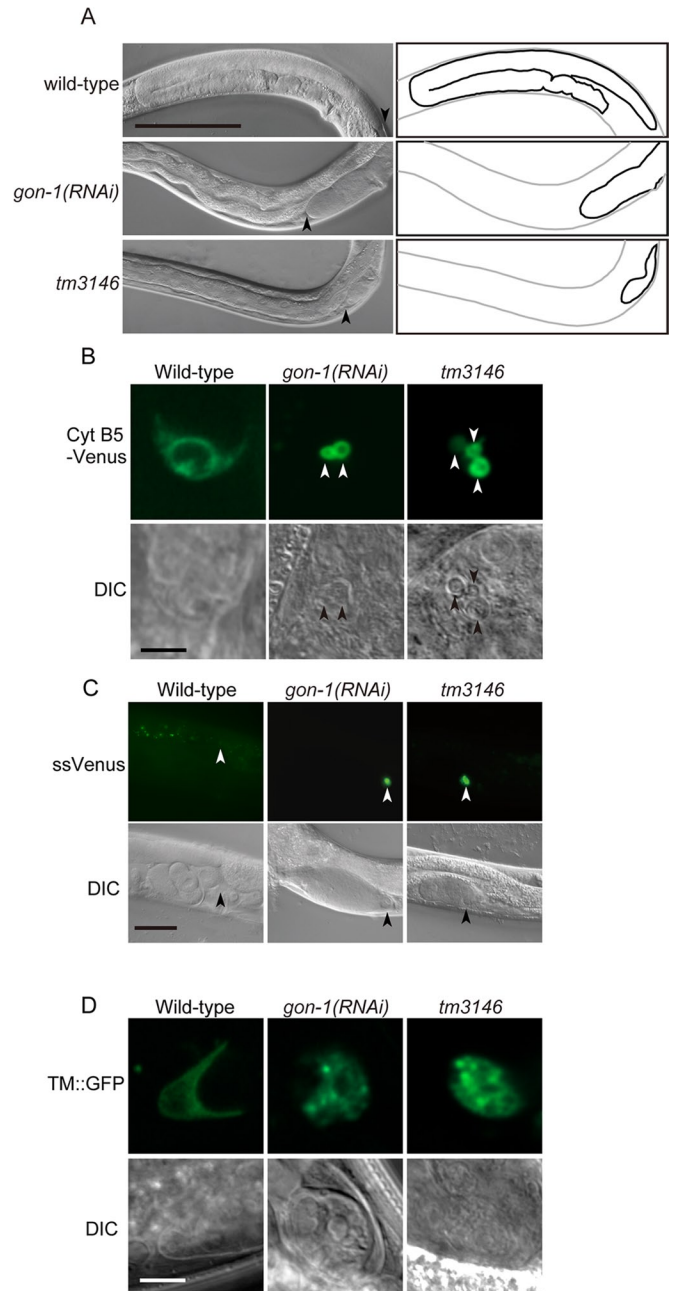 A
wild-type
gon-1(RNAi)
tm3146
B
Wild-type gon-1(RNAi) tm3146
Cyt B5
-Venus
DIC
C
Wild-type gon-1(RNAi) tm3146
ssVenus
DIC
D
Wild-type gon-1(RNAi) tm3146
TM::GFP
DIC